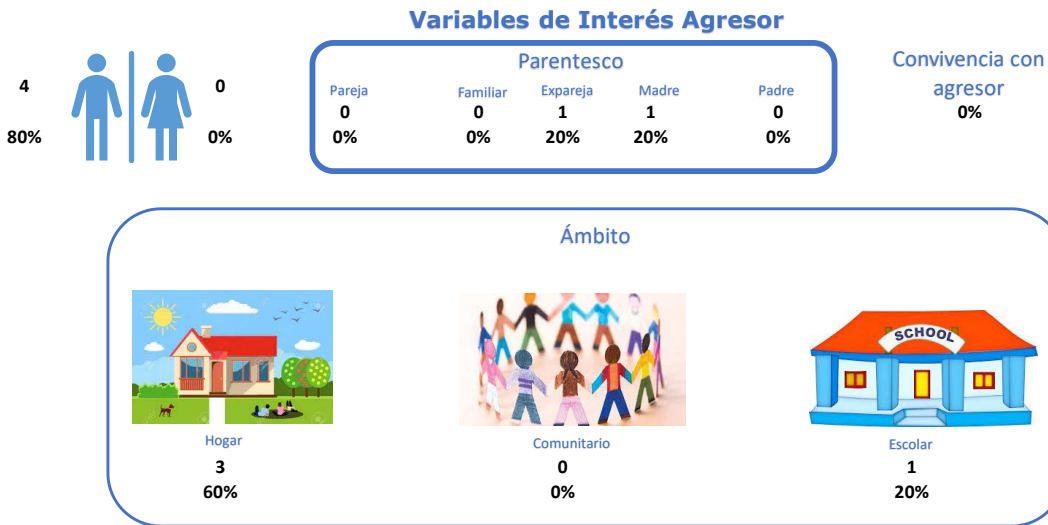 Variables de Interés Agresor
4
80%
0
0%
Parentesco
Pareja Familiar Expareja Madre Padre
0 0 1 1 0
0% 0% 20% 20% 0%
Convivencia con
agresor
0%
Ámbito
SCHOOL
Hogar Comunitario Escolar
3 0 1
60% 0% 20%